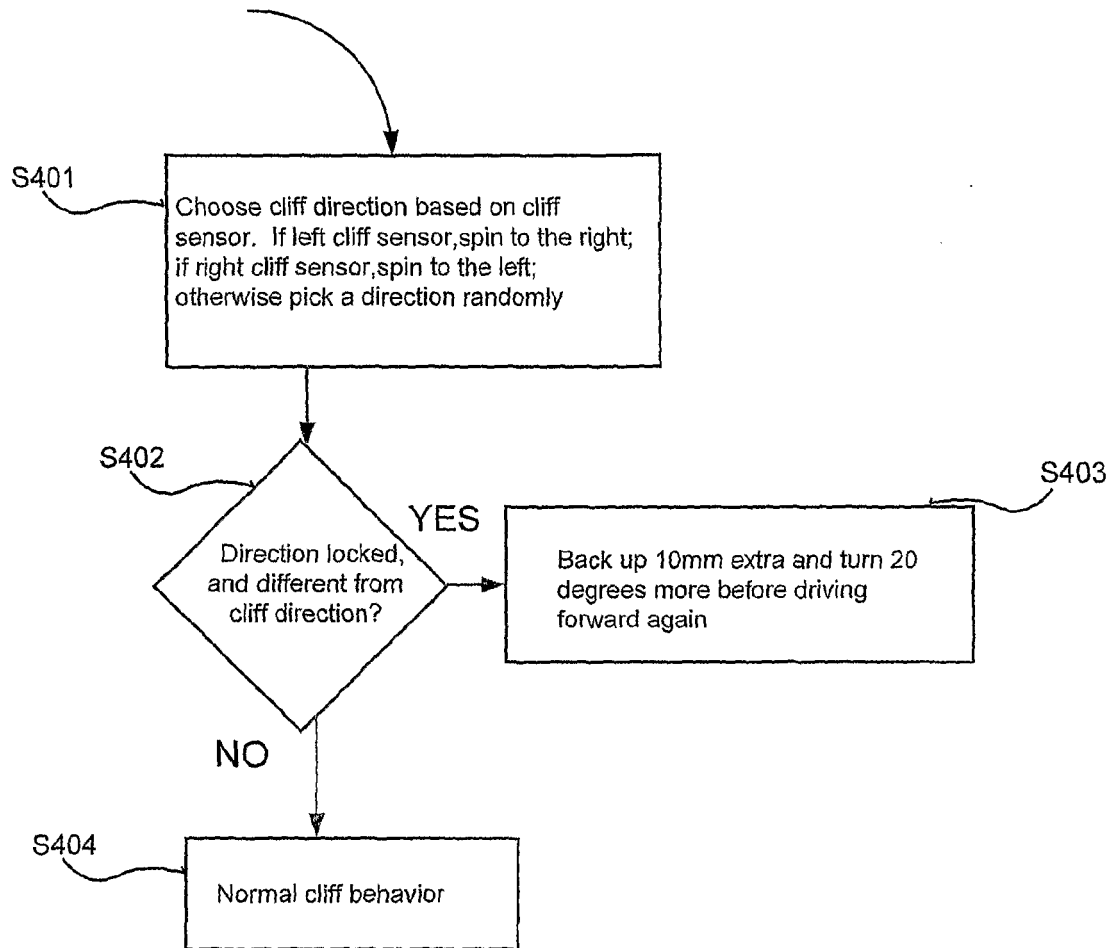 S401
Choose cliff direction based on cliff
sensor. If left cliff sensor,spin to the right;
if right cliff sensor,spin to the left;
otherwise pick a direction randomly
S402
Direction locked,
and different from
cliff direction?
YES
S403
Back up 10mm extra and turn 20
degrees more before driving
forward again
NO
S404
Normal cliff behavior